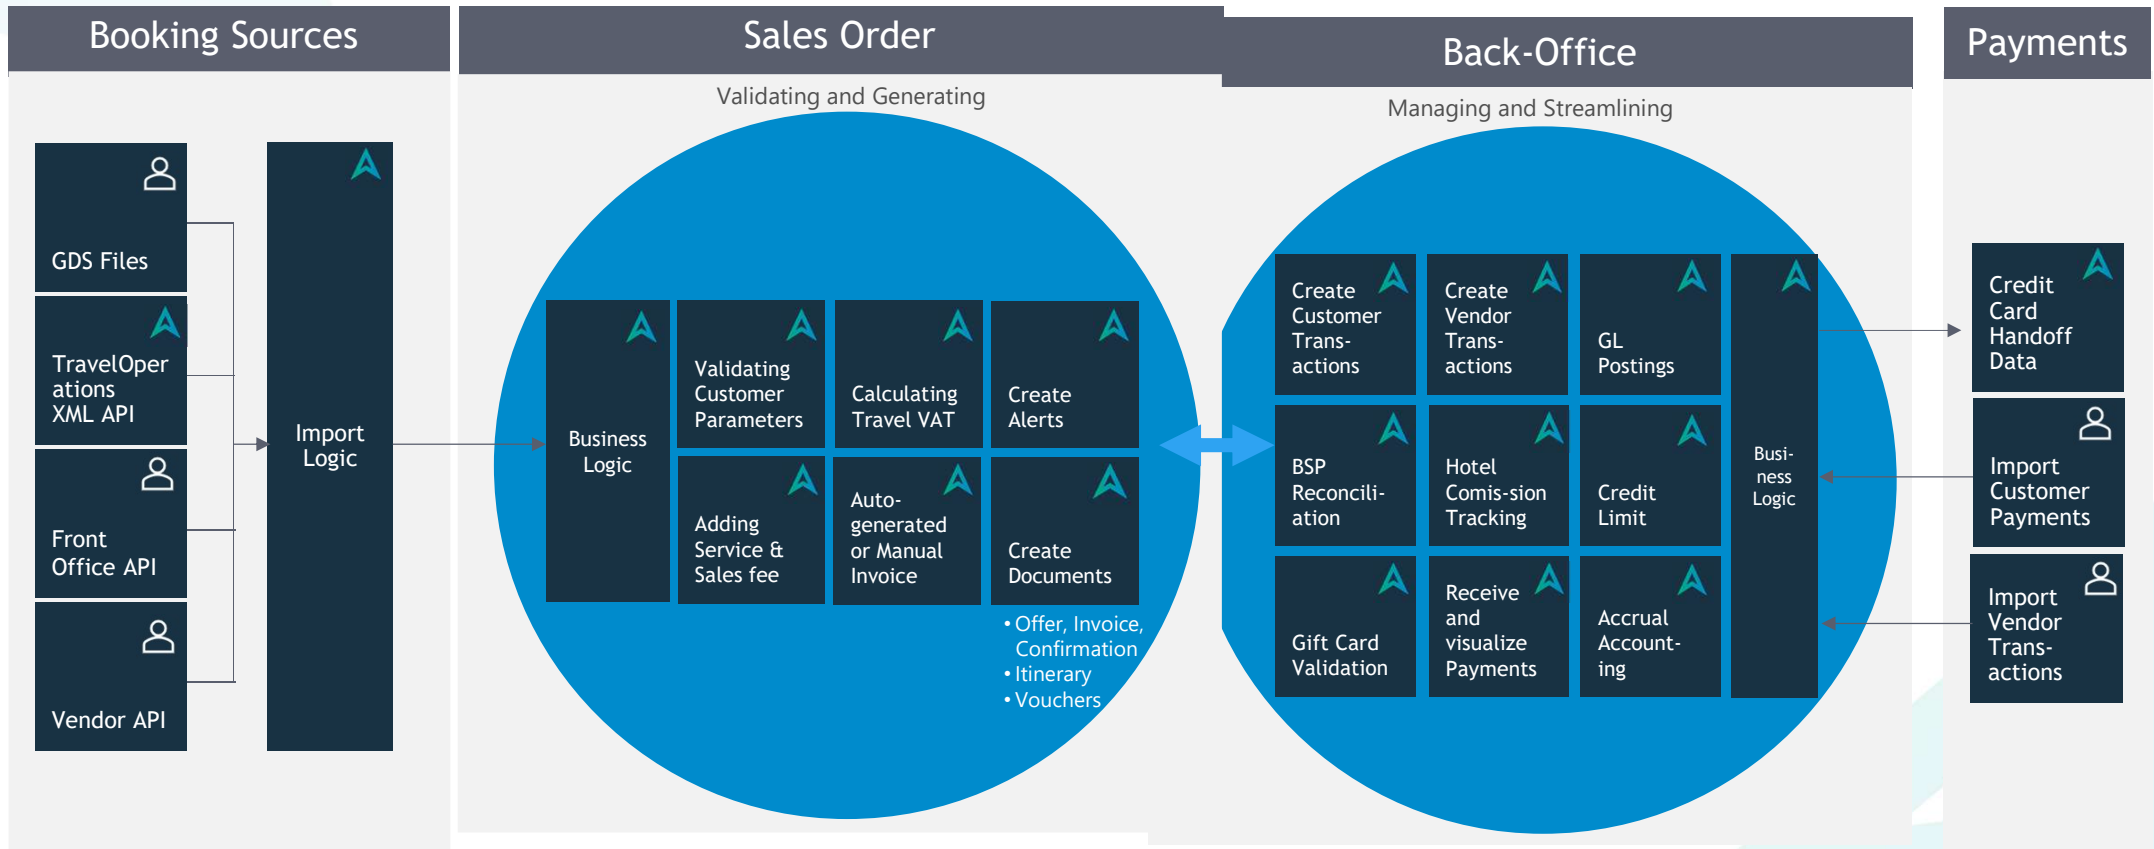 Booking Sources
GDS Files
TravelOper
ations
XML API
Front
Office API
Vendor API
Import
Logic
Sales Order
Validating and Generating
Business
Logic
Validating
Customer
Parameters
Calculating
Travel VAT
Create
Alerts
Adding
Service &
Sales fee
Auto-
generated
or Manual
Invoice
Create
Documents
• Offer, Invoice,
Confirmation
• Itinerary
• Vouchers
Back-Office
Managing and Streamlining
Create
Customer
Trans-
actions
Create
Vendor
Trans-
actions
GL
Postings
BSP
Reconcili-
ation
Hotel
Comis-sion
Tracking
Credit
Limit
Gift Card
Validation
Receive
and
visualize
Payments
Accrual
Account-
ing
Busi-
ness
Logic
Payments
Credit
Card
Handoff
Data
Import
Customer
Payments
Import
Vendor
Trans-
actions